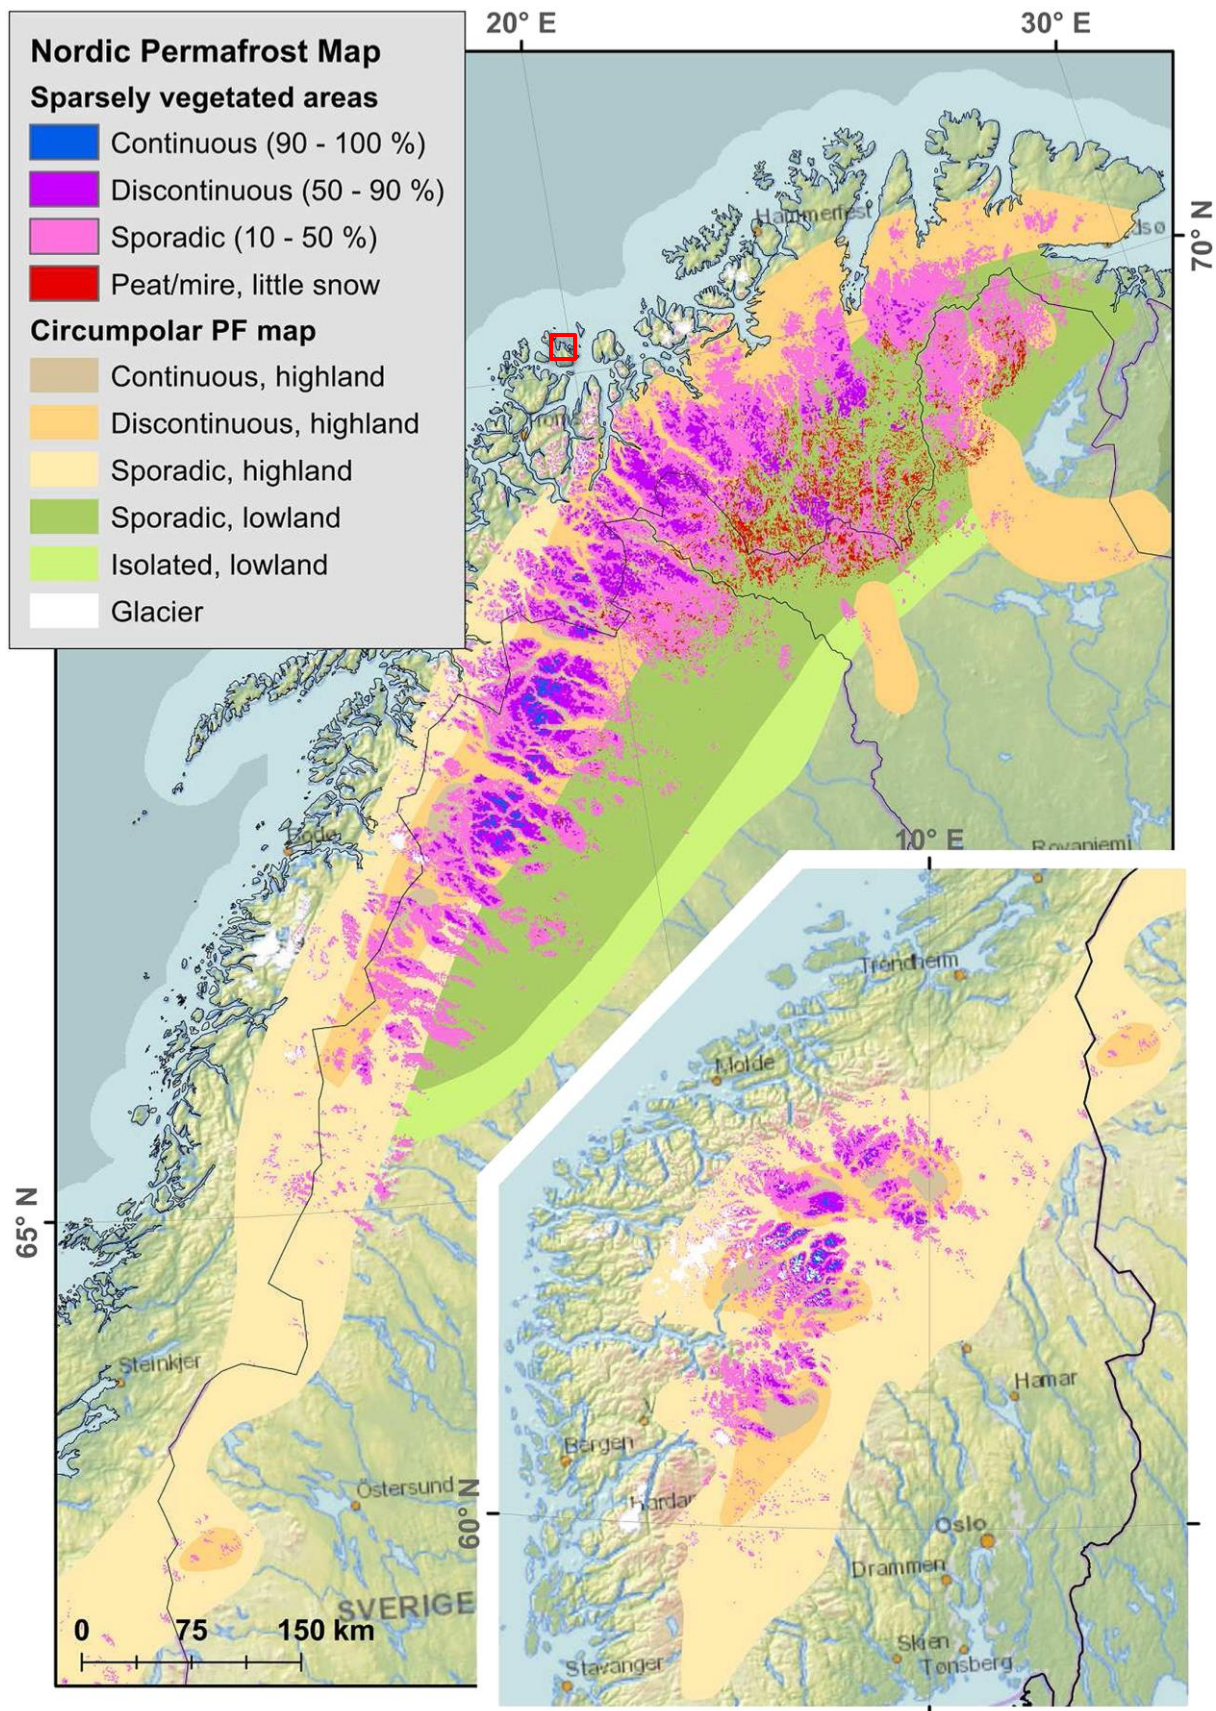 20° E
30° E
Nordic Permafrost Map
Sparsely vegetated areas
Continuous (90 - 100 %)
Discontinuous (50 - 90 %)
Sporadic (10 - 50 %)
Peat/mire, little snow
Circumpolar PF map
Continuous, highland
Discontinuous, highland
Sporadic, highland
Sporadic, lowland
Isolated, lowland
Glacier
Hammerfest
70° N
Bodø
10° E
Rovaniemi
Trondheim
Molde
65° N
Steinkjer
Hamar
Bergen
Östersund
60° N
Oslo
Drammen
SVERIGE
0 75 150 km
Skien
Tønsberg
Stavanger